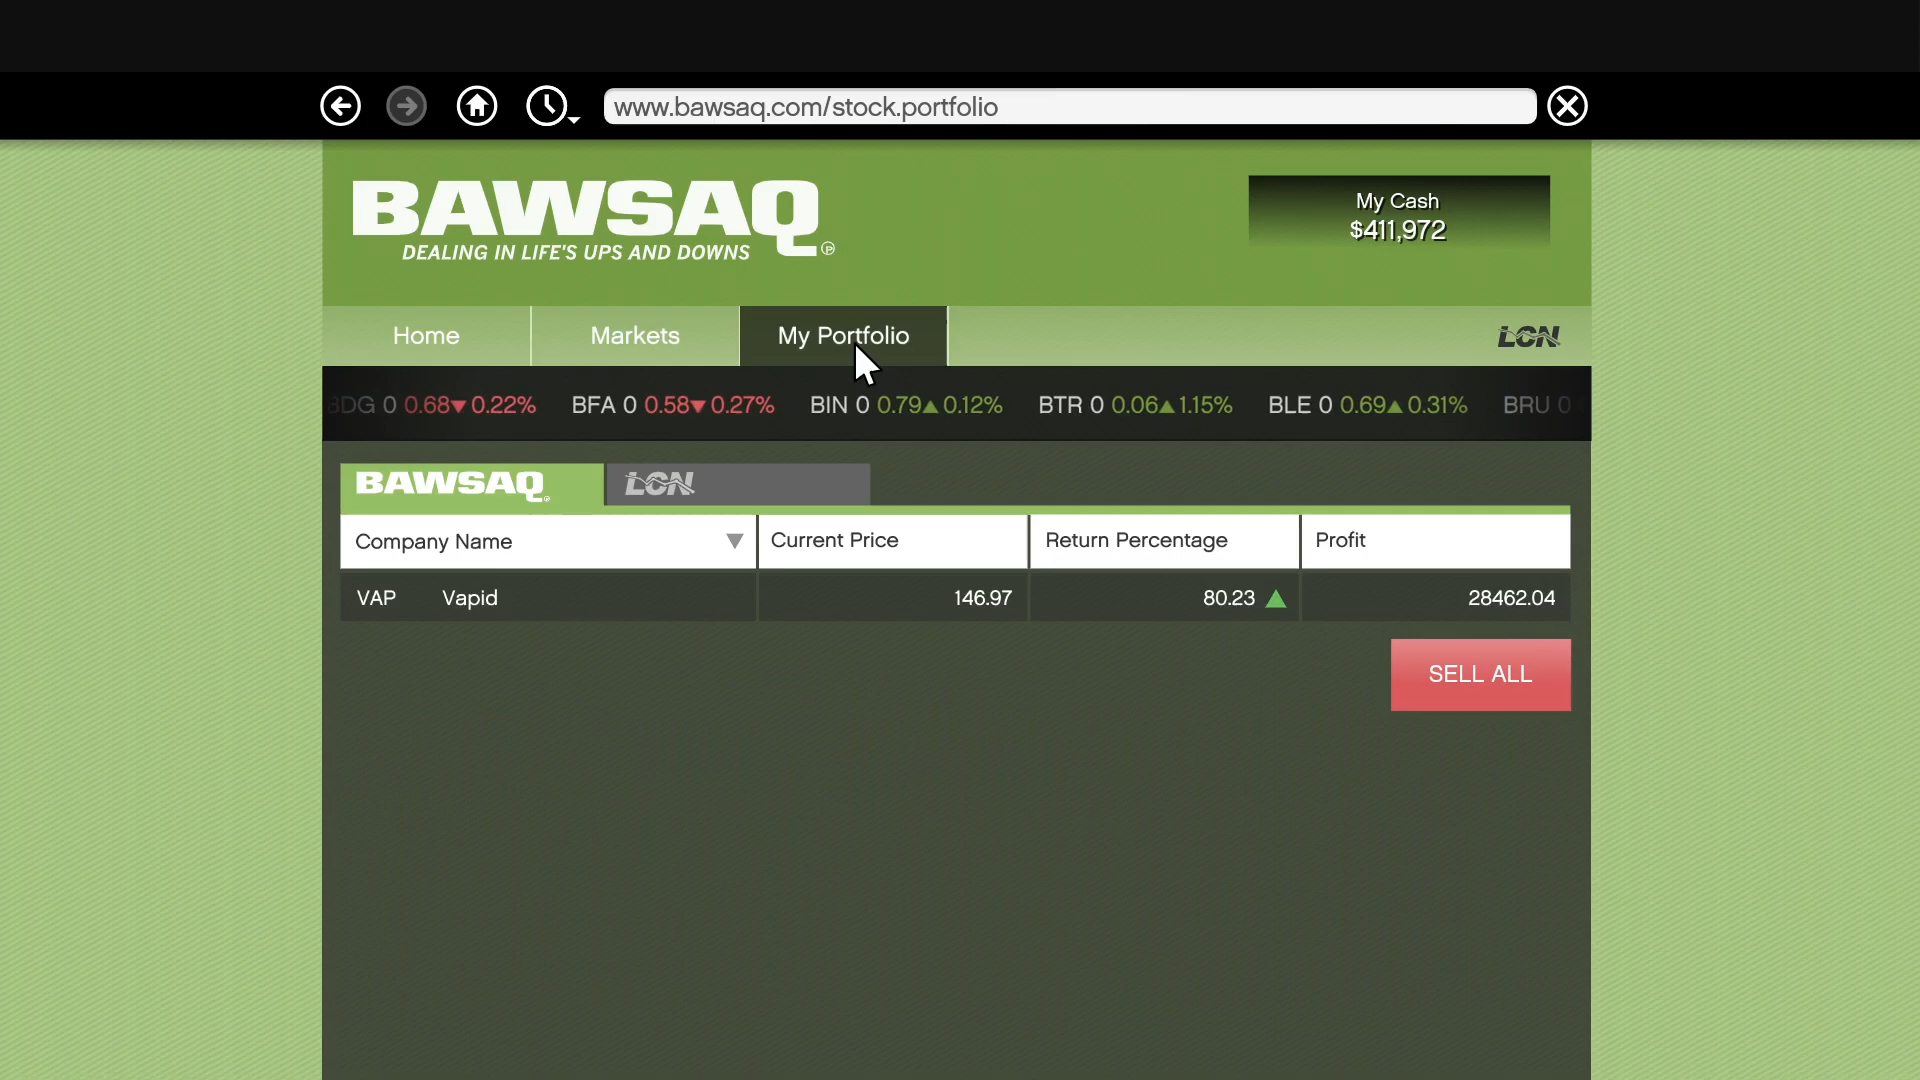 www.bawsaq.com/stock.portfolio
BAWSAQ
DEALING IN LIFE'S UPS AND DOWNS
My Cash
$411,972
Home Markets My Portfolio LCN
BDG 0 0.68▼0.22% BFA 0 0.58▼0.27% BIN 0 0.79▲0.12% BTR 0 0.06▲1.15% BLE 0 0.69▲0.31% BRU 0
BAWSAQ LCN
Company Name ▼ Current Price Return Percentage Profit
VAP Vapid 146.97 80.23 ▲ 28462.04
SELL ALL